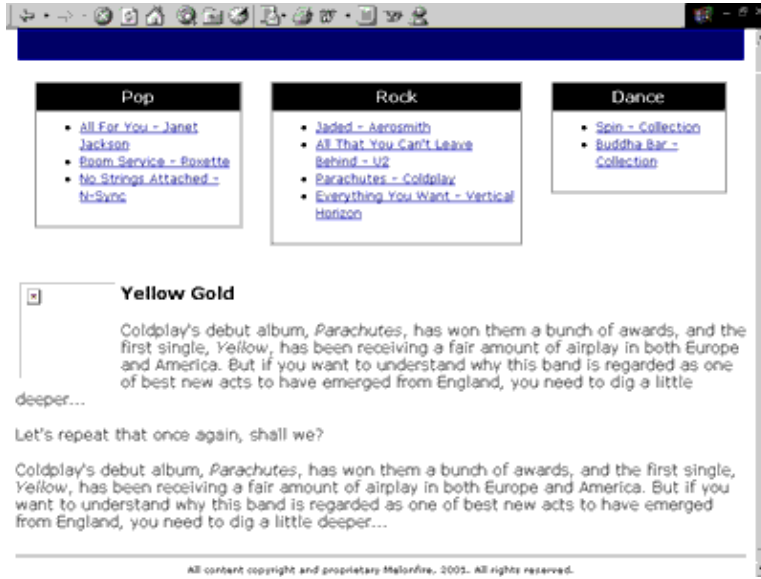 Pop
All For You - Janet
Jackson
Room Service - Roxette
No Strings Attached -
N-Sync
Rock
Jaded - Aerosmith
All That You Can't Leave
Behind - U2
Parachutes - Coldplay
Everything You Want - Vertical
Horizon
Dance
Spin - Collection
Buddha Bar -
Collection
Yellow Gold
Coldplay's debut album, Parachutes, has won them a bunch of awards, and the
first single, Yellow, has been receiving a fair amount of airplay in both Europe
and America. But if you want to understand why this band is regarded as one
of best new acts to have emerged from England, you need to dig a little
deeper...
Let's repeat that once again, shall we?
Coldplay's debut album, Parachutes, has won them a bunch of awards, and the first single,
Yellow, has been receiving a fair amount of airplay in both Europe and America. But if you
want to understand why this band is regarded as one of best new acts to have emerged
from England, you need to dig a little deeper...
All content copyright and proprietary Melonfire, 2001. All rights reserved.